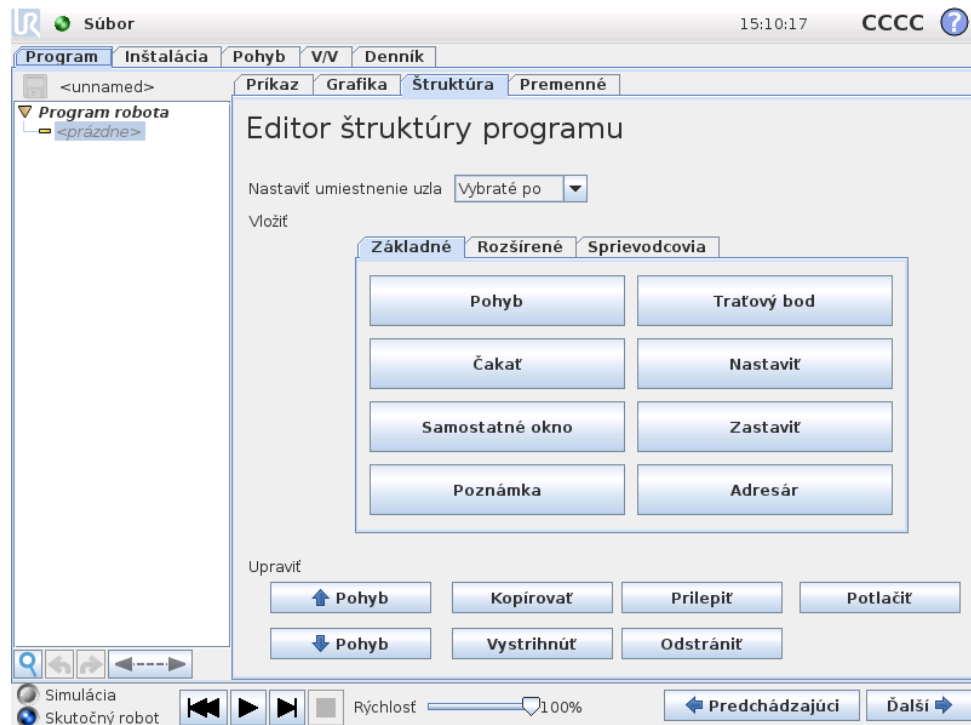 UR Súbor 15:10:17 CCCC ?
Program Inštalácia Pohyb V/V Denník
<unnamed> Príkaz Grafika Štruktúra Premenné
Program robota
<prázdne>
Editor štruktúry programu
Nastaviť umiestnenie uzla Vybraté po
Vložiť
Základné Rozšírené Sprievodcovia
Pohyb Traťový bod
Čakať Nastaviť
Samostatné okno Zastaviť
Poznámka Adresár
Upraviť
Pohyb Kopírovať Prilepiť Potlačiť
Pohyb Vystrihnúť Odstrániť
Simulácia
Skutočný robot
Rýchlosť 100% Predchádzajúci Ďalší